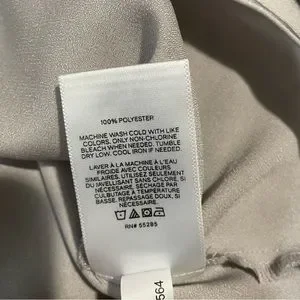 100% POLYESTER
MACHINE WASH COLD WITH LIKE
COLORS. ONLY NON-CHLORINE
BLEACH WHEN NEEDED. TUMBLE
DRY LOW. COOL IRON IF NEEDED.
LAVER À LA MACHINE À L'EAU
FROIDE AVEC DES COULEURS
SIMILAIRES. UTILISEZ SEULEMENT
DU JAVELLISANT SANS CHLORE, SI
NÉCESSAIRE. SÉCHAGE PAR
CULBUTAGE À TEMPÉRATURE
BASSE. REPASSAGE DOUX, SI
NÉCESSAIRE.
RN# 55285
564